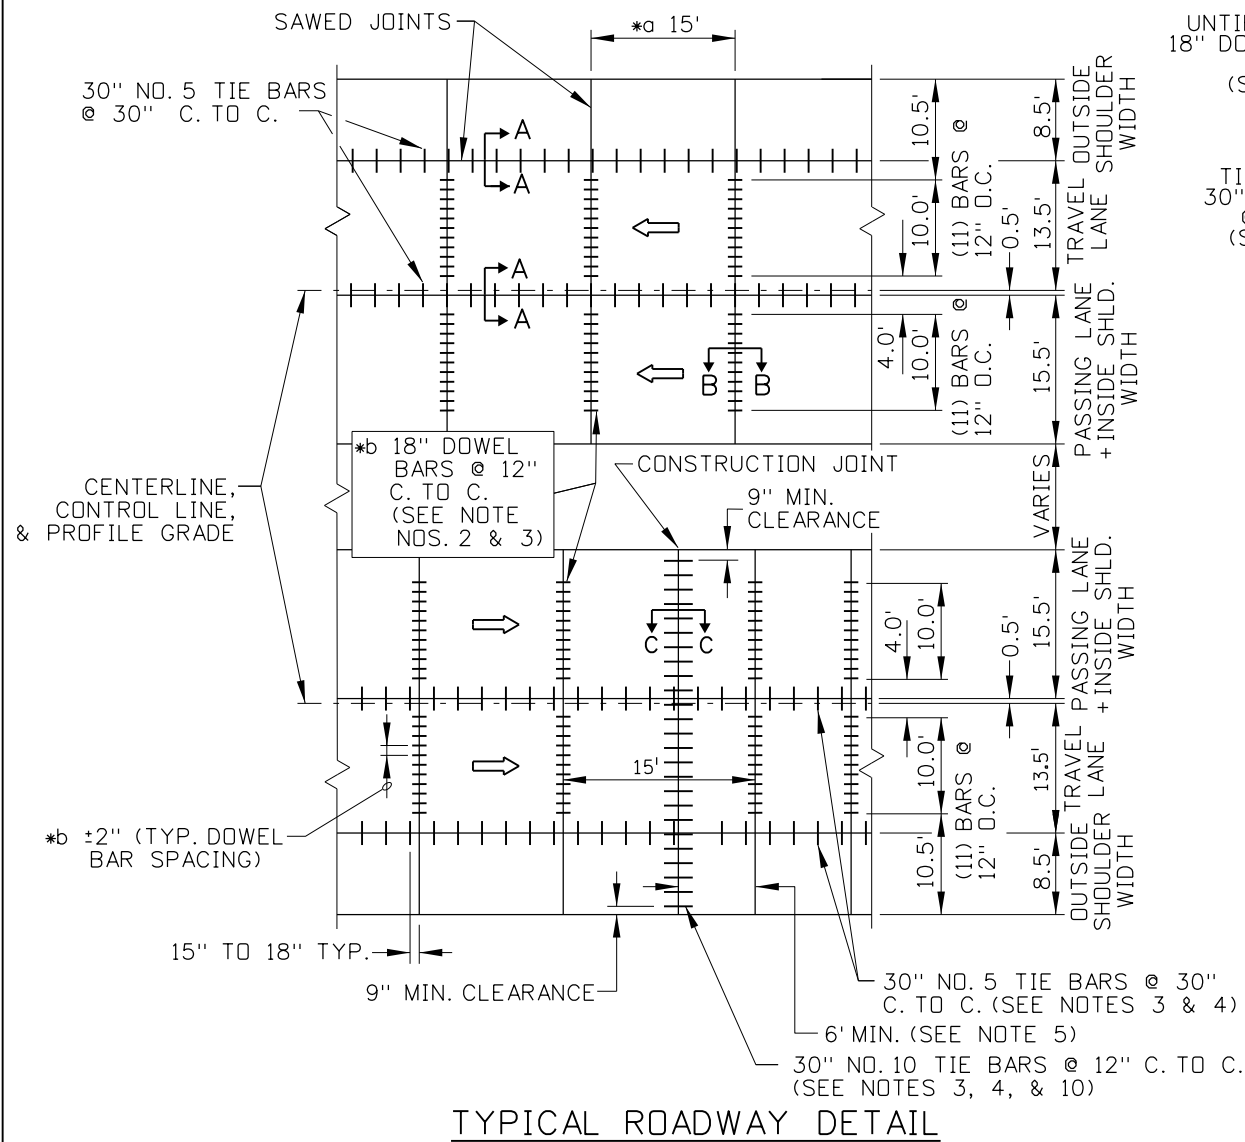 SAWED JOINTS
*a 15'
UNTI
18" DO
(S
30" NO. 5 TIE BARS
@ 30" C. TO C.
A
A
A
A
10.5'
(11) BARS @
12" O.C.
10.0'
0.5'
8.5'
13.5'
OUTSIDE
SHOULDER
WIDTH
TRAVEL
LANE
TI
30"
(S
B
B
4.0'
10.0'
(11) BARS @
12" O.C.
15.5'
PASSING LANE
+INSIDE SHLD.
WIDTH
*b 18" DOWEL
BARS @ 12"
C. TO C.
(SEE NOTE
NOS. 2 & 3)
CONSTRUCTION JOINT
9" MIN.
CLEARANCE
VARIES
CENTERLINE,
CONTROL LINE,
& PROFILE GRADE
C
C
4.0'
10.0'
0.5'
15.5'
PASSING LANE
+INSIDE SHLD.
WIDTH
15'
10.0'
(11) BARS @
12" O.C.
13.5'
TRAVEL
LANE
*b ±2" (TYP. DOWEL
BAR SPACING)
10.5'
8.5'
OUTSIDE
SHOULDER
WIDTH
15" TO 18" TYP.
9" MIN. CLEARANCE
30" NO. 5 TIE BARS @ 30"
C. TO C. (SEE NOTES 3 & 4)
6' MIN. (SEE NOTE 5)
30" NO. 10 TIE BARS @ 12" C. TO C.
(SEE NOTES 3, 4, & 10)
TYPICAL ROADWAY DETAIL